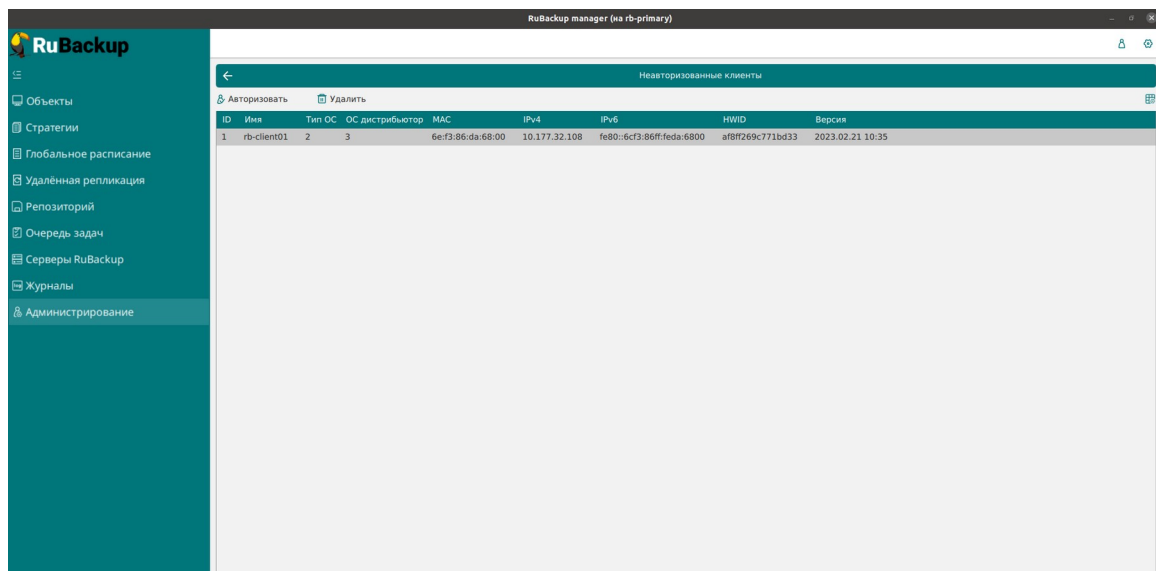 RuBackup manager (на rb-primary)
RuBackup
Неавторизованные клиенты
Объекты
Авторизовать Удалить
ID Имя Тип ОС ОС дистрибьютор MAC IPv4 IPv6 HWID Версия
Стратегии
1 rb-client01 2 3 6e:f3:86:da:68:00 10.177.32.108 fe80::6cf3:86ff:feda:6800 af8ff269c771bd33 2023.02.21 10:35
Глобальное расписание
Удалённая репликация
Репозиторий
Очередь задач
Серверы RuBackup
Журналы
Администрирование